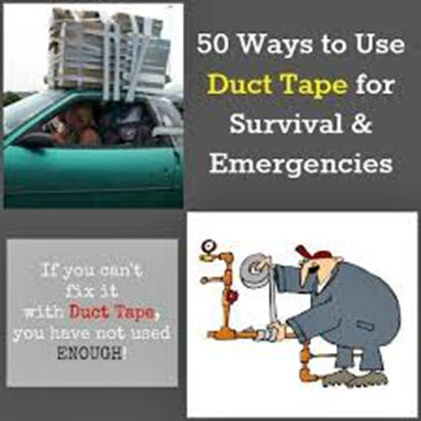 50 Ways to Use
Duct Tape for
Survival &
Emergencies
If you can't
fix it
with Duct Tape,
you have not used
ENOUGH!